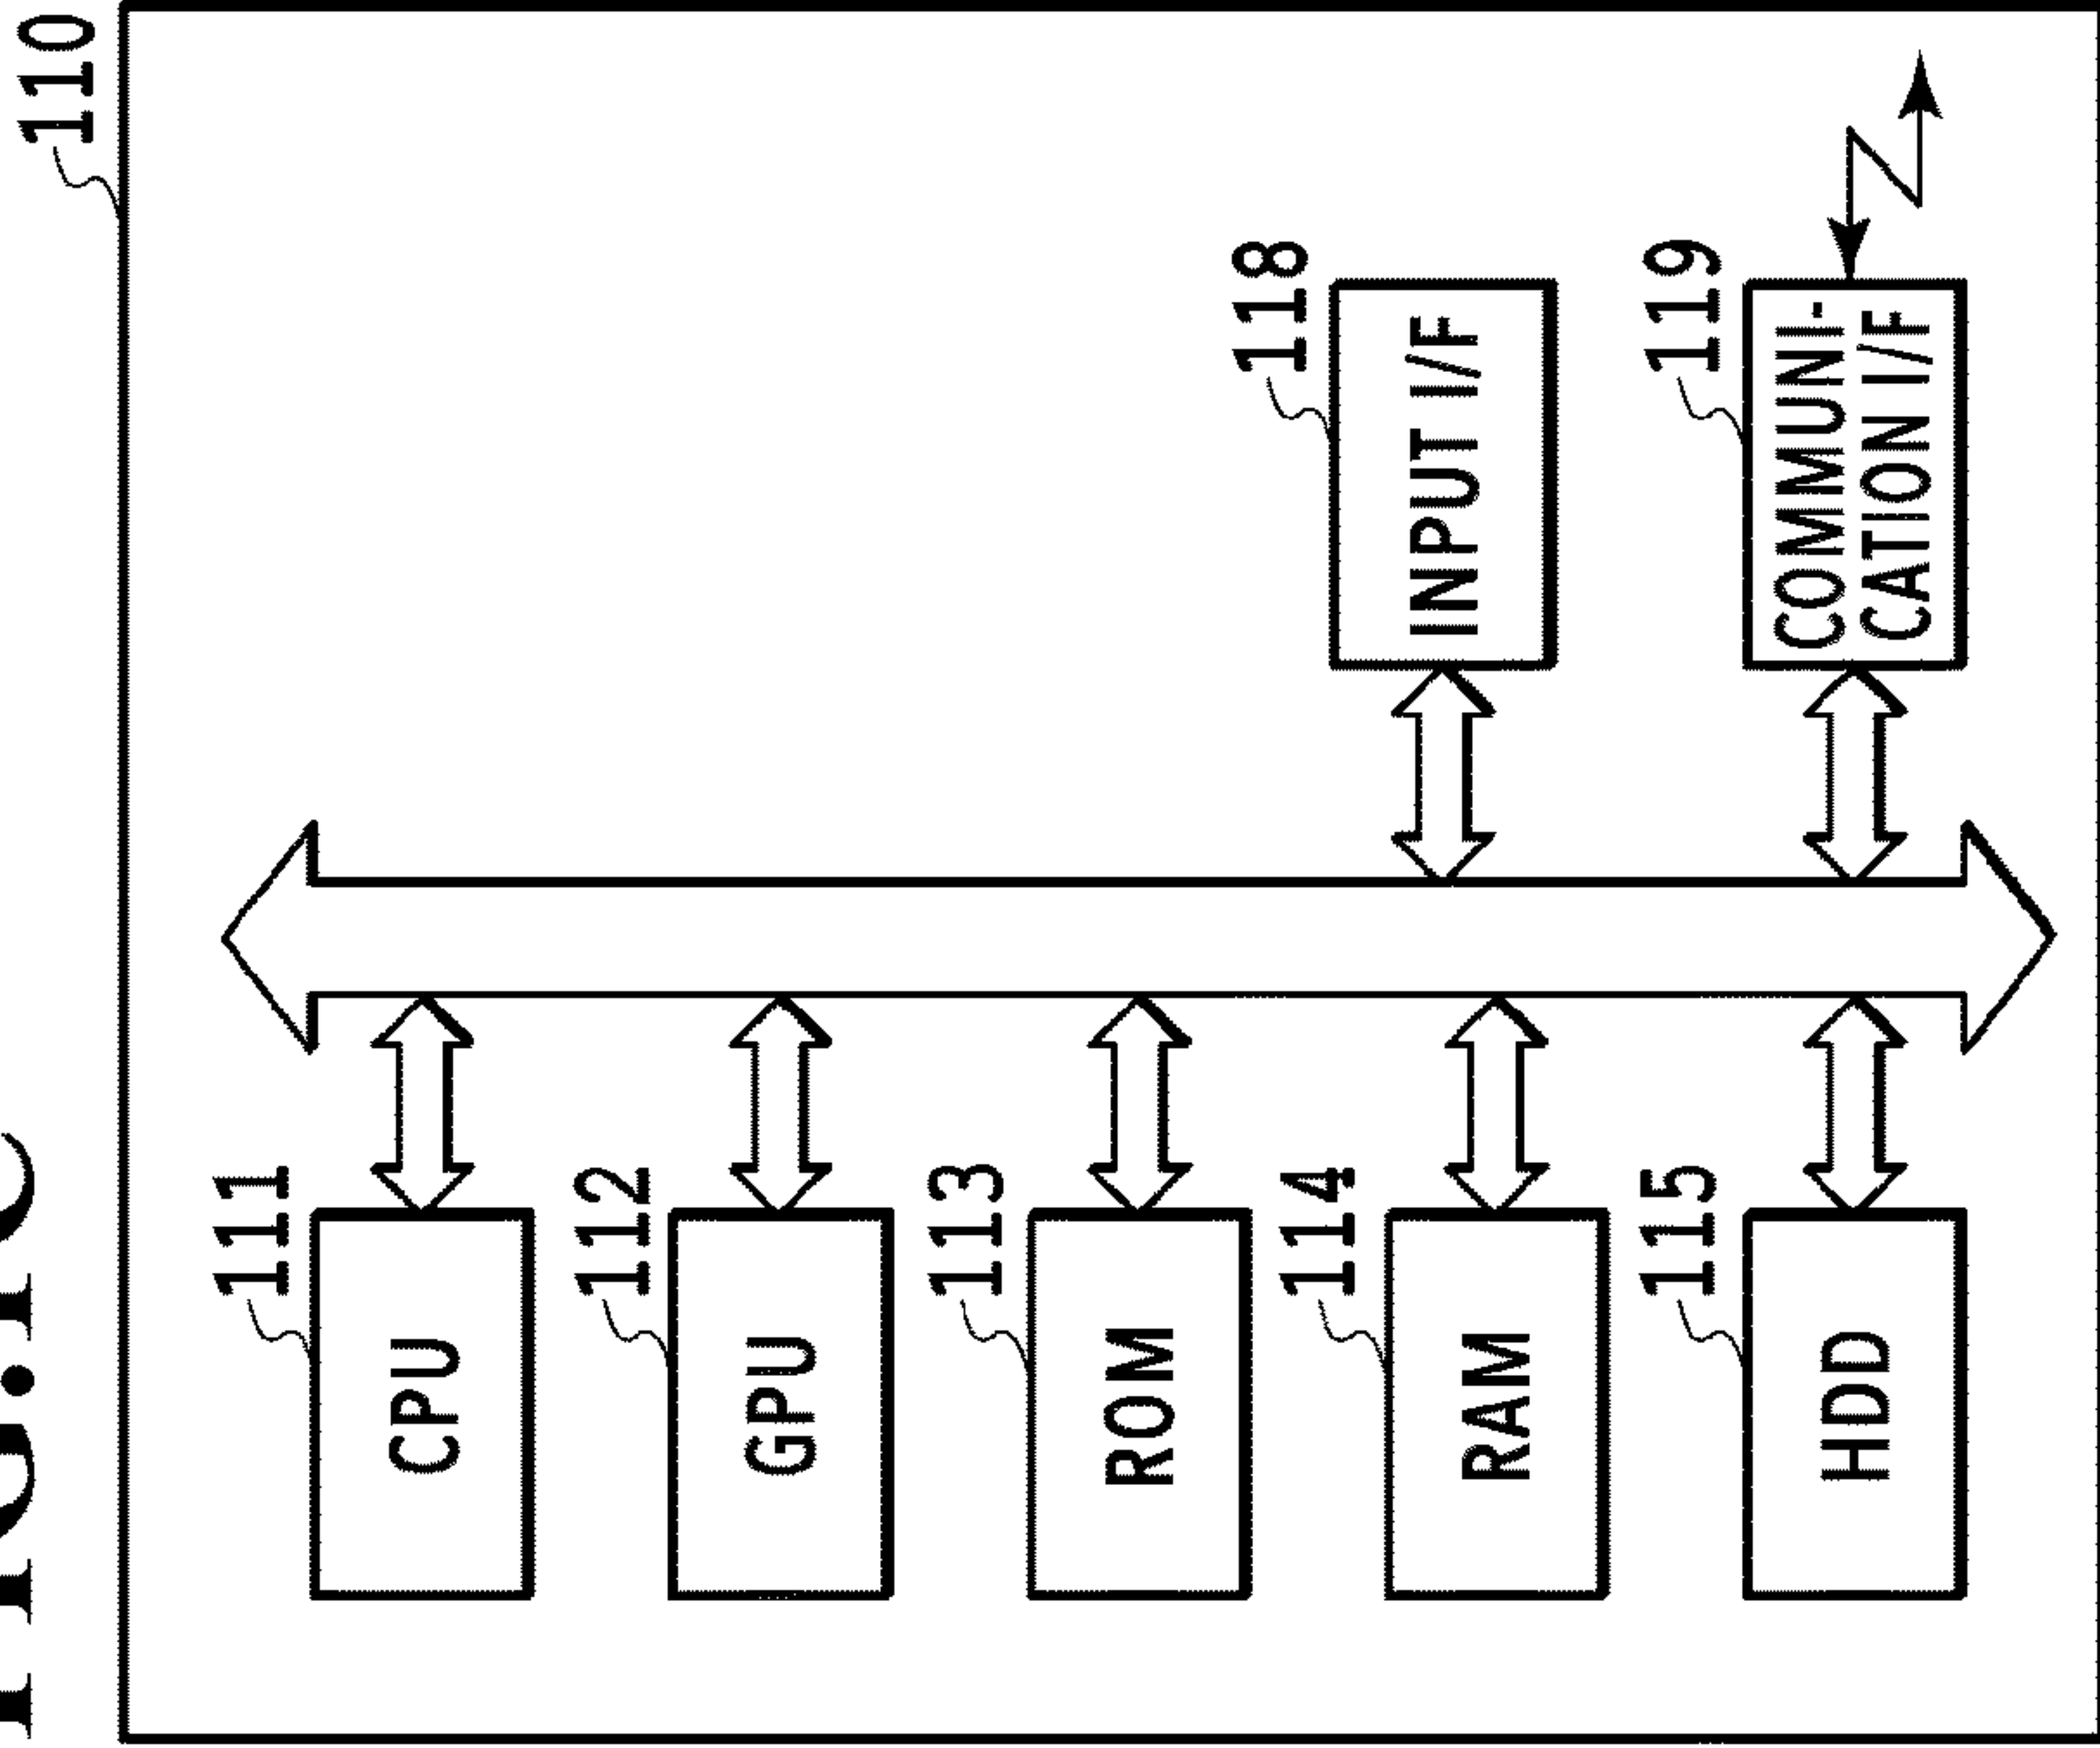 110
111
CPU
112
GPU
113
ROM
114
RAM
115
HDD
118
INPUT I/F
119
COMMUNI-
CATION I/F